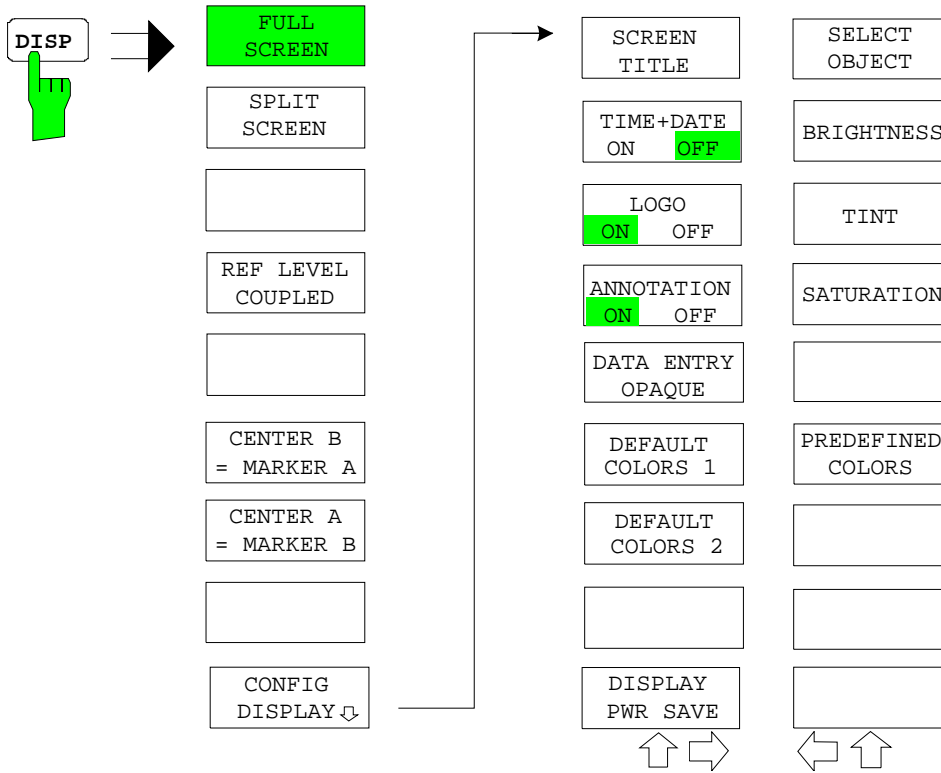 DISP
FULL
SCREEN
SPLIT
SCREEN
REF LEVEL
COUPLED
CENTER B
= MARKER A
CENTER A
= MARKER B
CONFIG
DISPLAY
SCREEN
TITLE
TIME+DATE
ON OFF
LOGO
ON OFF
ANNOTATION
ON OFF
DATA ENTRY
OPAQUE
DEFAULT
COLORS 1
DEFAULT
COLORS 2
DISPLAY
PWR SAVE
SELECT
OBJECT
BRIGHTNESS
TINT
SATURATION
PREDEFINED
COLORS